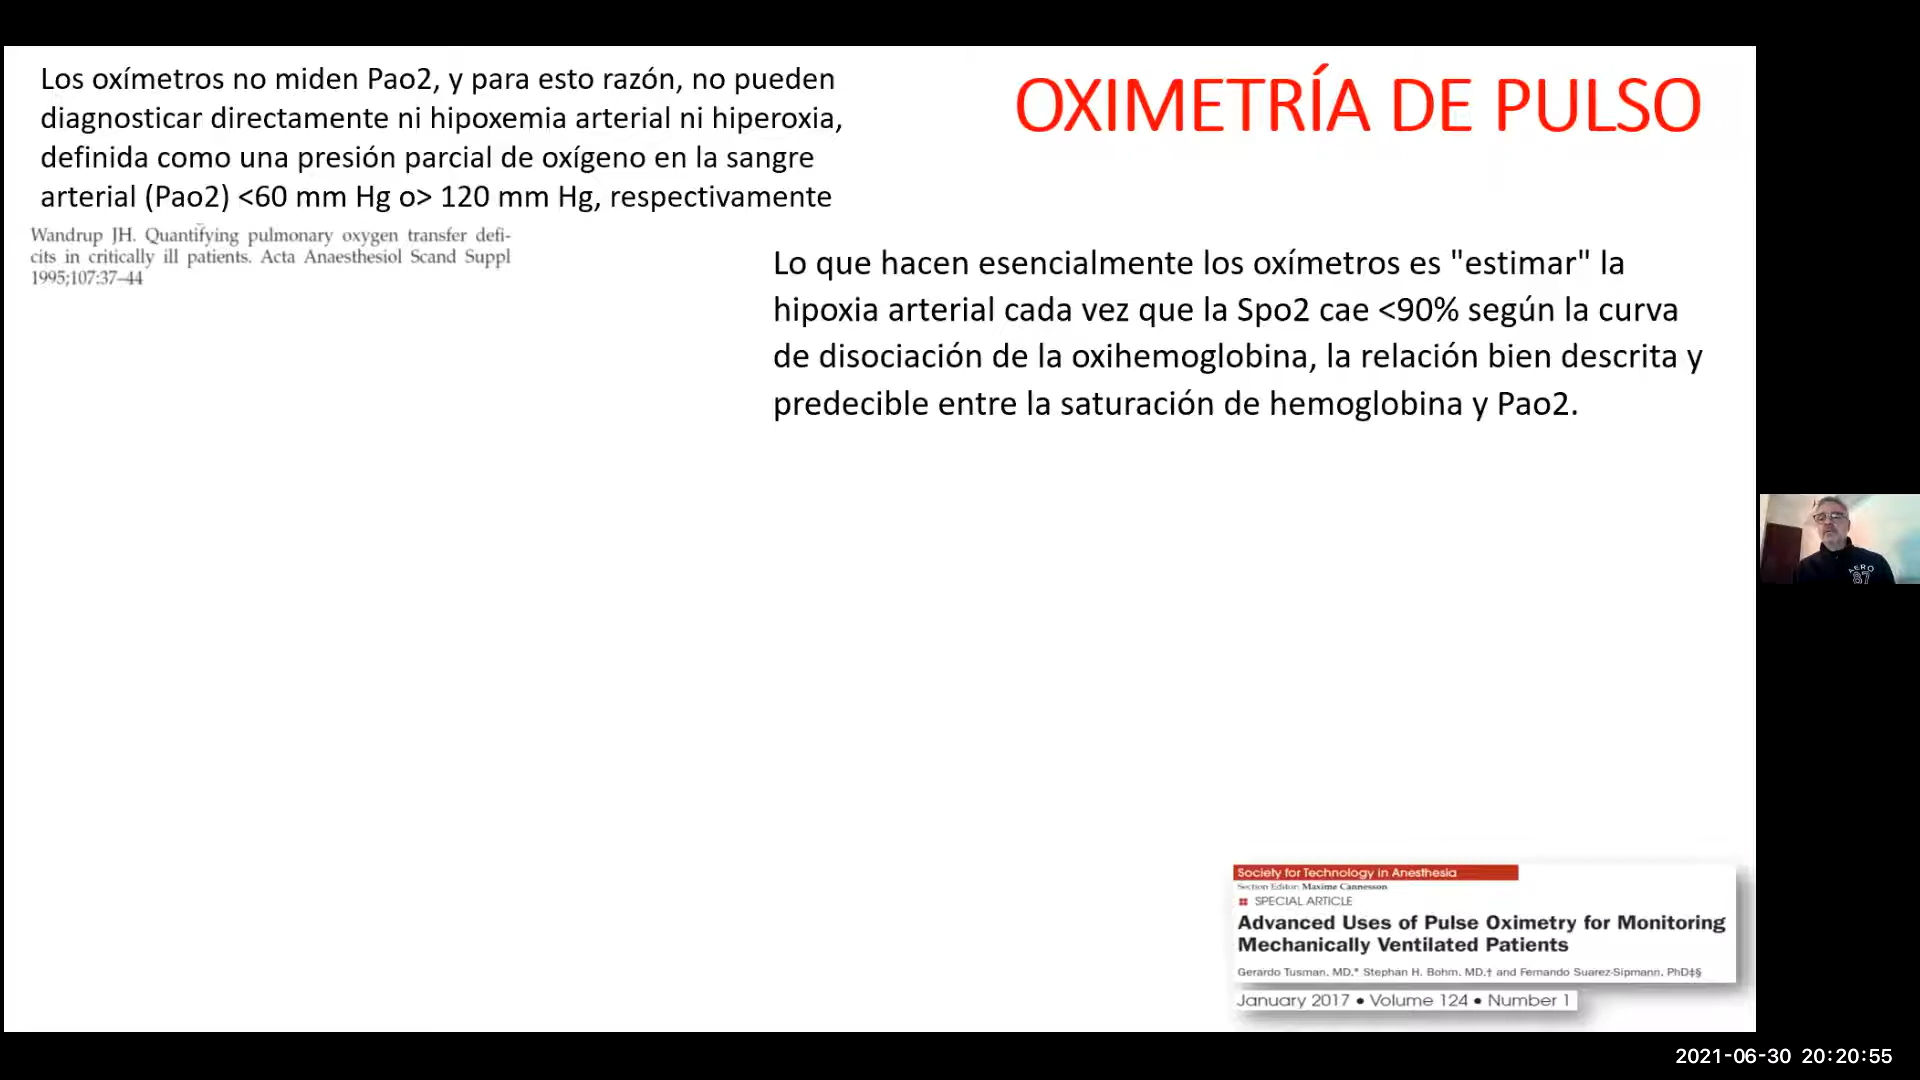 Los oxímetros no miden Pao2, y para esto razón, no pueden
diagnosticar directamente ni hipoxemia arterial ni hiperoxia,
definida como una presión parcial de oxígeno en la sangre
arterial (Pao2) <60 mm Hg o> 120 mm Hg, respectivamente
Wandrup JH. Quantifying pulmonary oxygen transfer defi-
cits in critically ill patients. Acta Anaesthesiol Scand Suppl
1995;107:37–44
OXIMETRÍA DE PULSO
Lo que hacen esencialmente los oxímetros es "estimar" la
hipoxia arterial cada vez que la Spo2 cae <90% según la curva
de disociación de la oxihemoglobina, la relación bien descrita y
predecible entre la saturación de hemoglobina y Pao2.
AERO
87
Society for Technology in Anesthesia
Section Editor: Maxime Cannesson
SPECIAL ARTICLE
Advanced Uses of Pulse Oximetry for Monitoring
Mechanically Ventilated Patients
Gerardo Tusman, MD,* Stephan H. Bohm, MD,† and Fernando Suarez-Sipmann, PhD‡§
January 2017 • Volume 124 • Number 1
2021-06-30 20:20:55